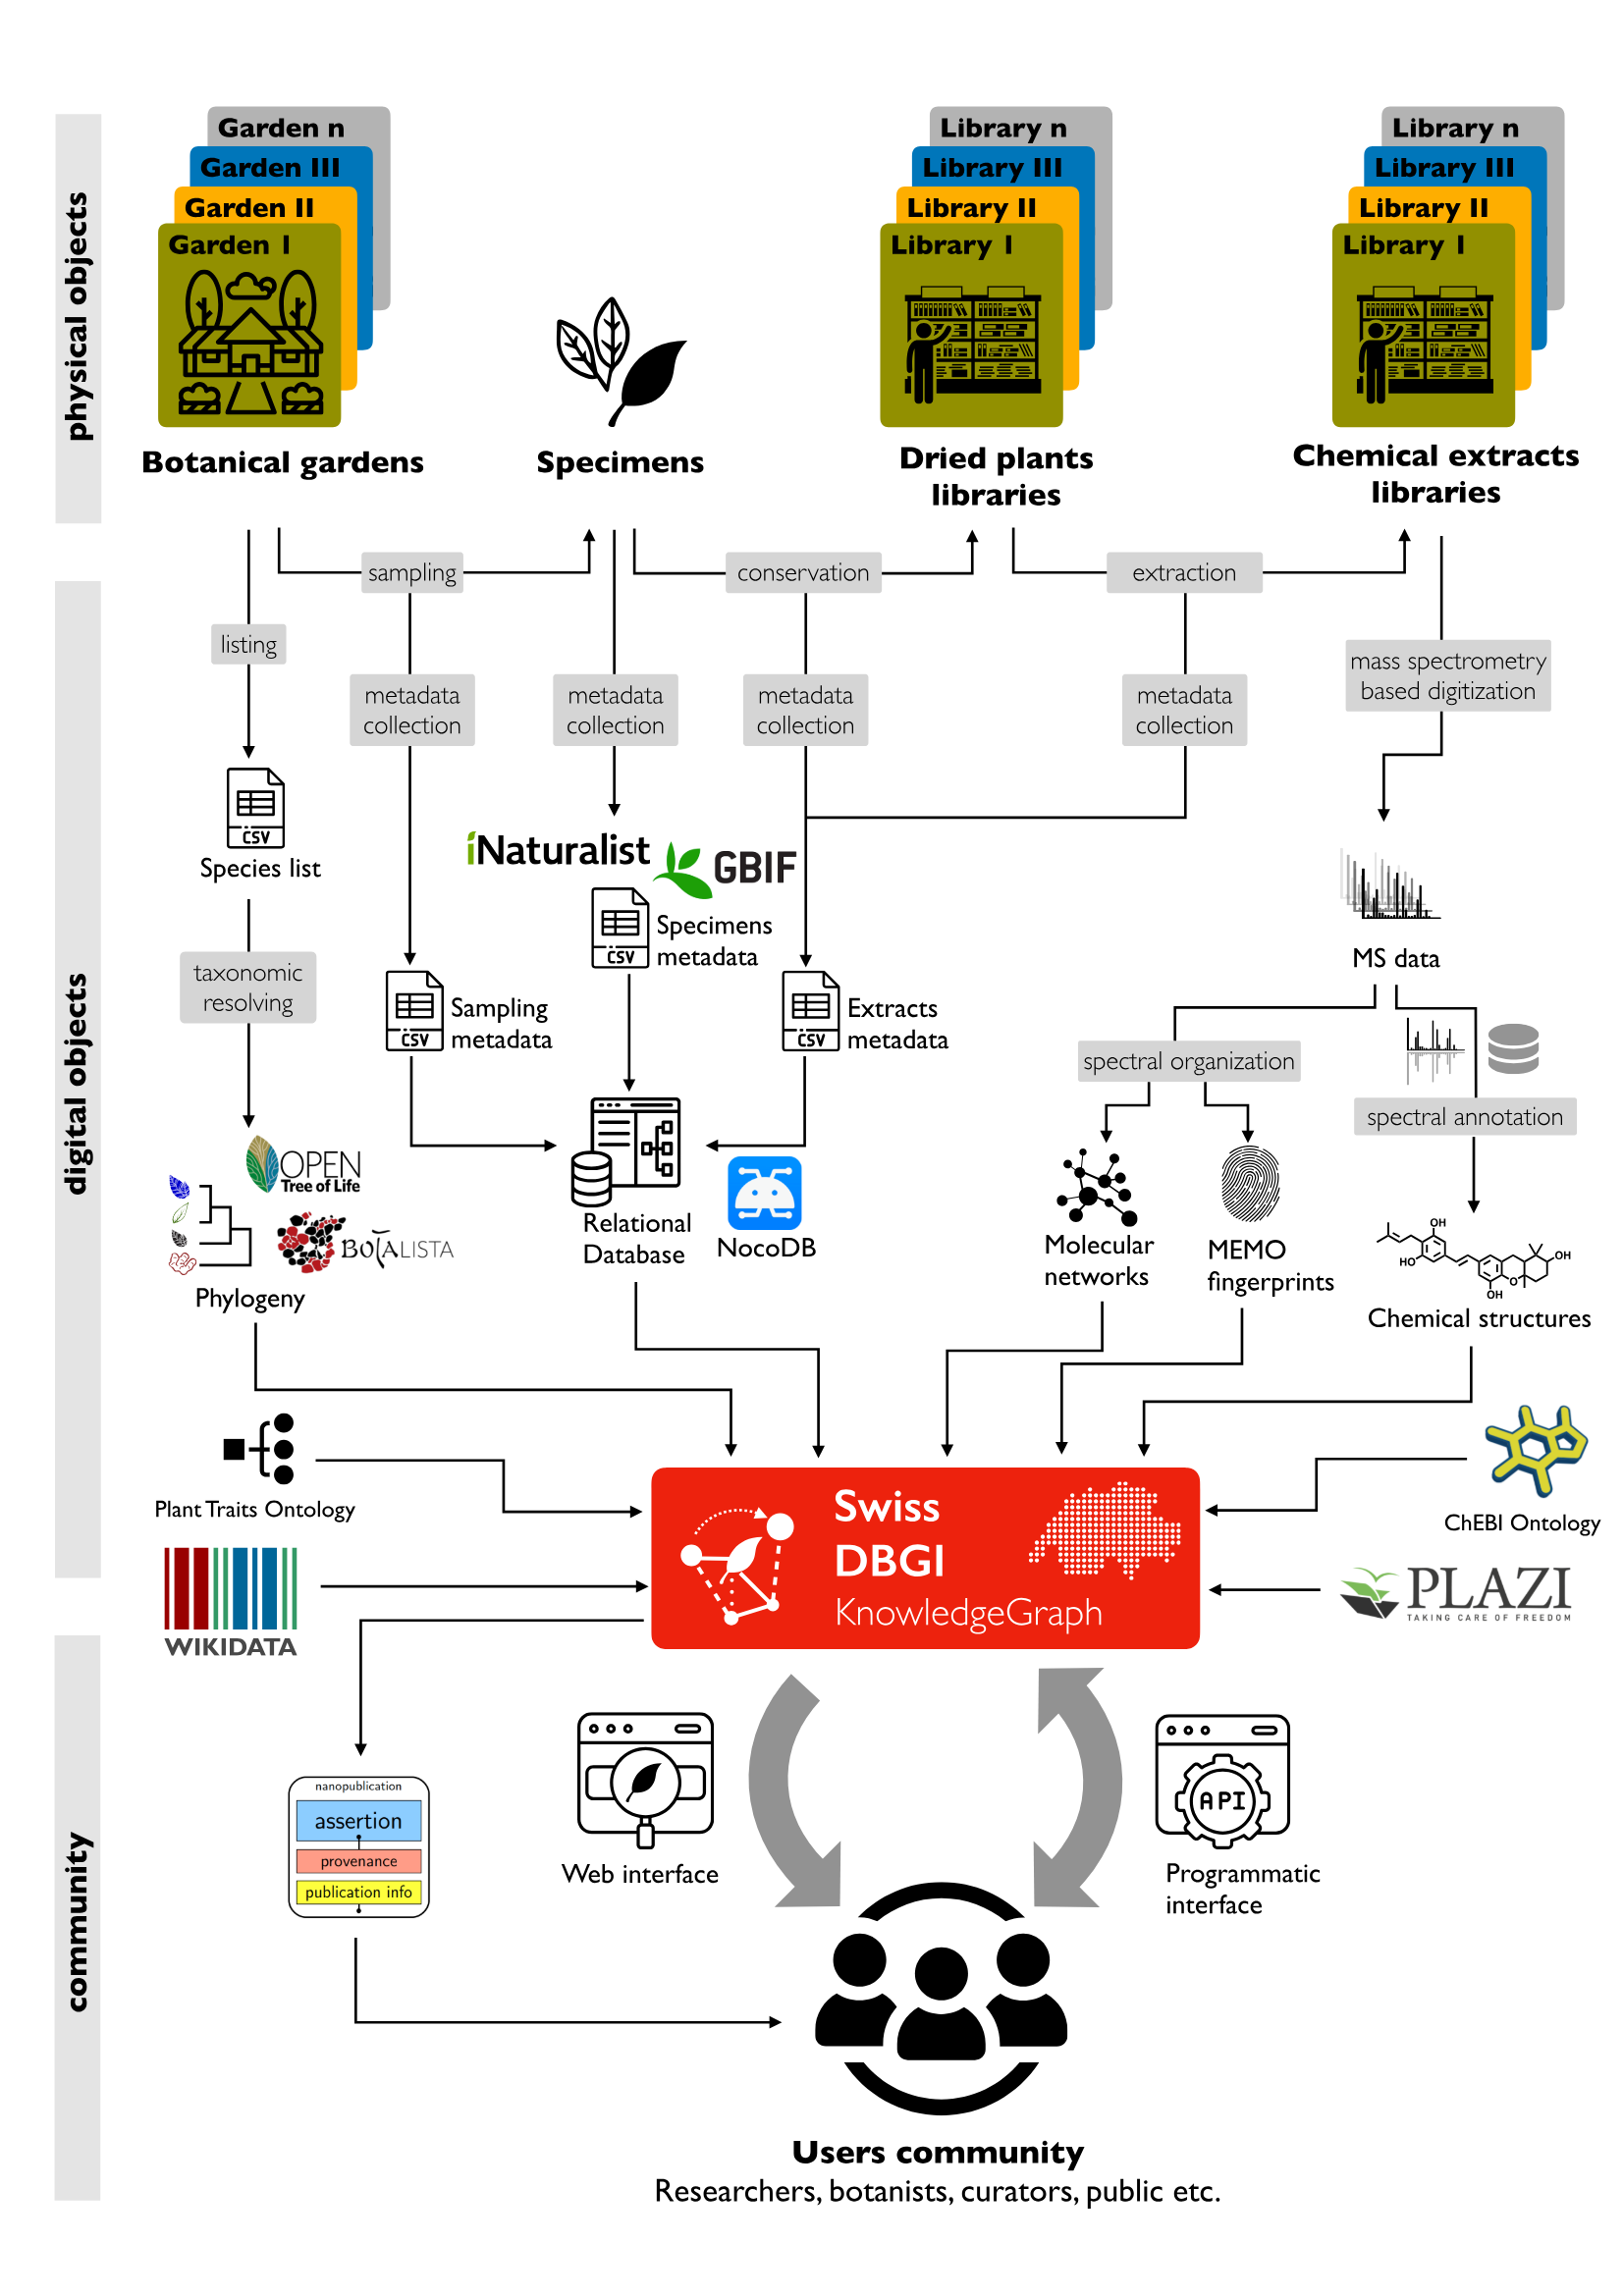 physical objects
Garden n
Garden III
Garden II
Garden 1
Botanical gardens
Specimens
Library n
Library III
Library II
Library 1
Dried plants
libraries
Library n
Library III
Library II
Library 1
Chemical extracts
libraries
digital objects
sampling
conservation
extraction
listing
metadata
collection
metadata
collection
metadata
collection
metadata
collection
mass spectrometry
based digitization
CSV
Species list
iNaturalist
GBIF
CSV
Specimens
metadata
taxonomic
resolving
CSV
Sampling
metadata
CSV
Extracts
metadata
MS data
spectral organization
spectral annotation
OPEN
Tree of Life
BOTALISTA
Phylogeny
Relational
Database
NocoDB
Molecular
networks
MEMO
fingerprints
OH
HO
OH
O
OH
Chemical structures
Plant Traits Ontology
WIKIDATA
Swiss
DBGI
KnowledgeGraph
ChEBI Ontology
PLAZI
TAKING CARE OF FREEDOM
community
nanopublication
assertion
provenance
publication info
Web interface
API
Programmatic
interface
Users community
Researchers, botanists, curators, public etc.